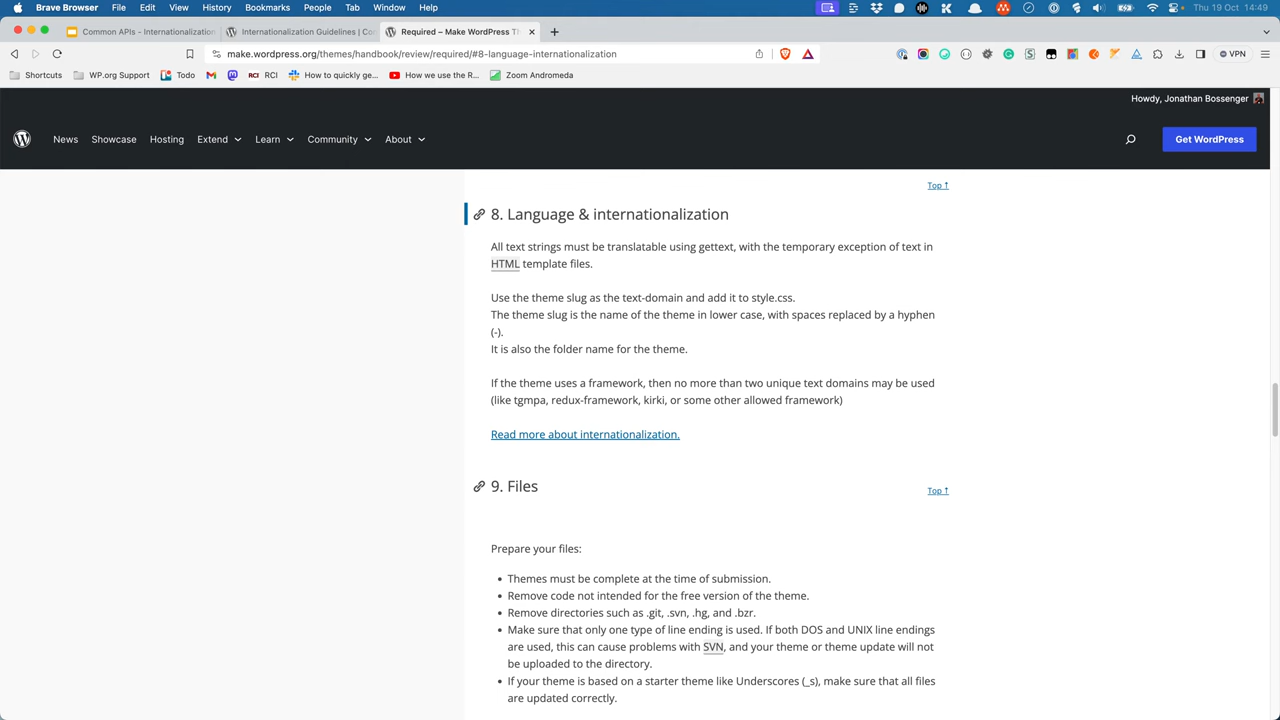 Brave Browser File Edit View History Bookmarks People Tab Window Help
Thu 19 Oct 14:49
Common APIs - Internationalization
Internationalization Guidelines | Co
Required – Make WordPress T
make.wordpress.org/themes/handbook/review/required/#8-language-internationalization
VPN
Shortcuts WP.org Support Todo RCI How to quickly ge... How we use the R... Zoom Andromeda
Howdy, Jonathan Bossenger
News Showcase Hosting Extend Learn Community About
Get WordPress
Top ↑
8. Language & internationalization
All text strings must be translatable using gettext, with the temporary exception of text in
HTML template files.
Use the theme slug as the text-domain and add it to style.css.
The theme slug is the name of the theme in lower case, with spaces replaced by a hyphen
(-).
It is also the folder name for the theme.
If the theme uses a framework, then no more than two unique text domains may be used
(like tgmpa, redux-framework, kirki, or some other allowed framework)
Read more about internationalization.
9. Files
Top ↑
Prepare your files:
• Themes must be complete at the time of submission.
• Remove code not intended for the free version of the theme.
• Remove directories such as .git, .svn, .hg, and .bzr.
• Make sure that only one type of line ending is used. If both DOS and UNIX line endings
are used, this can cause problems with SVN, and your theme or theme update will not
be uploaded to the directory.
• If your theme is based on a starter theme like Underscores (_s), make sure that all files
are updated correctly.